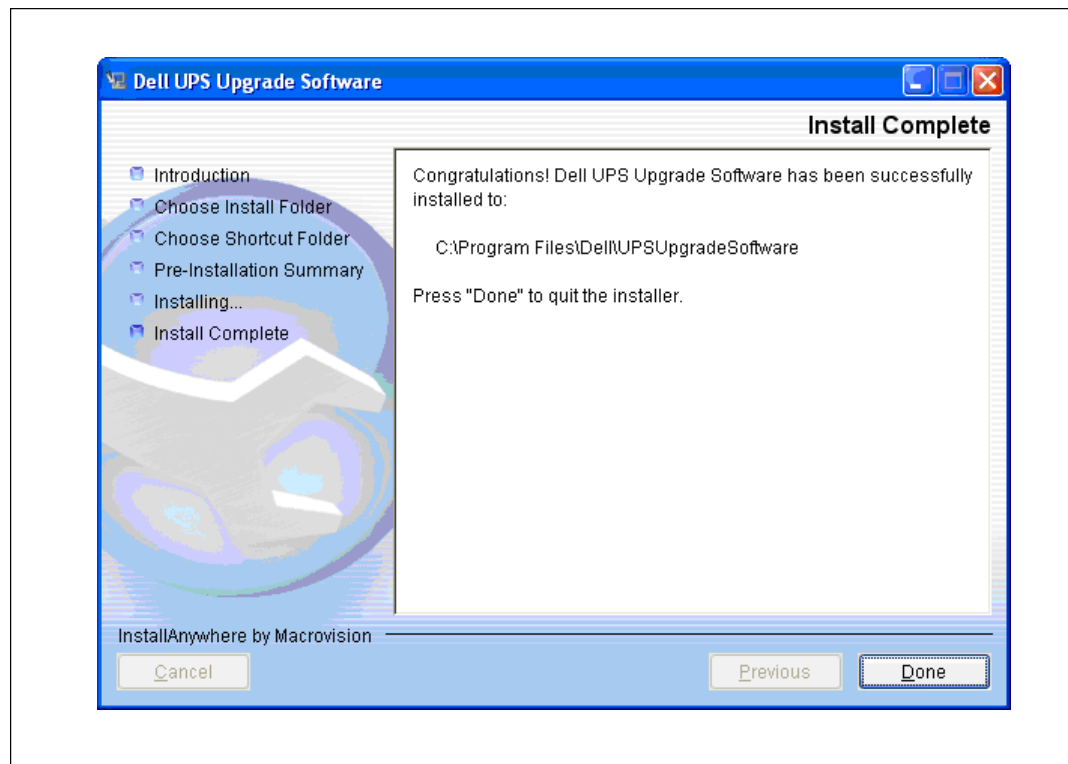 Dell UPS Upgrade Software
Install Complete
Introduction
Choose Install Folder
Choose Shortcut Folder
Pre-Installation Summary
Installing...
Install Complete
Congratulations! Dell UPS Upgrade Software has been successfully
installed to:
C:\Program Files\Dell\UPSUpgradeSoftware
Press "Done" to quit the installer.
InstallAnywhere by Macrovision
Cancel
Previous
Done